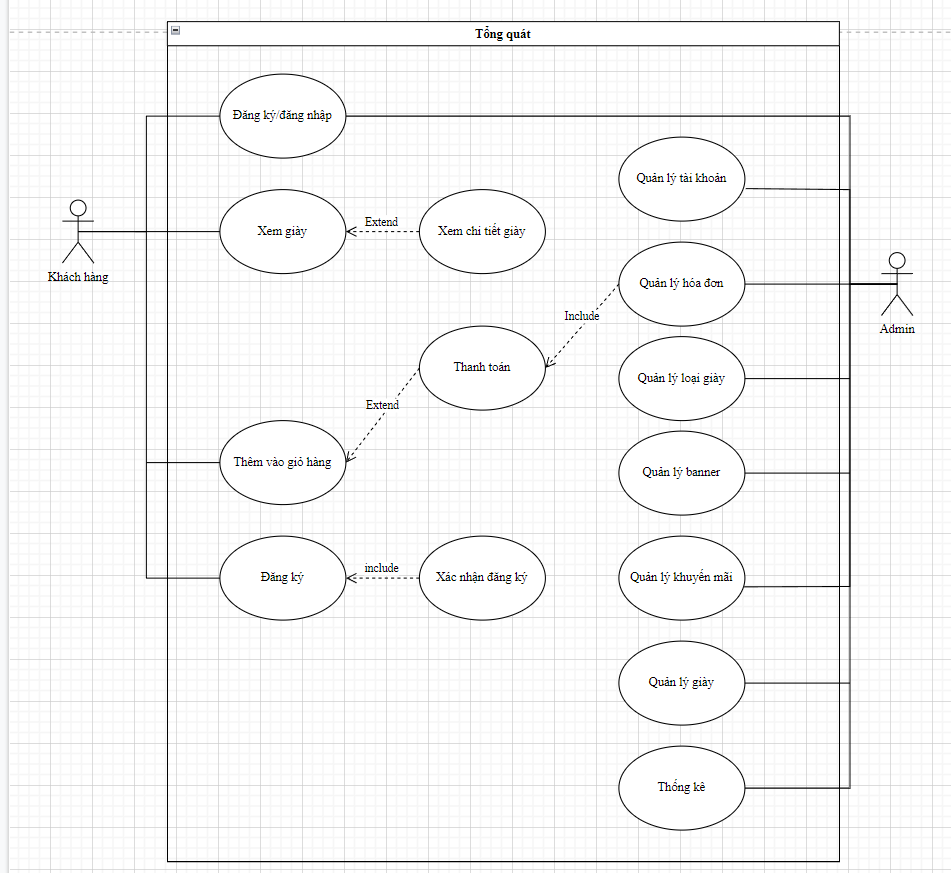 Tổng quát
Đăng ký/đăng nhập
Quản lý tài khoản
Xem giày
Extend
Xem chi tiết giày
Khách hàng
Quản lý hóa đơn
Admin
Include
Thanh toán
Quản lý loại giày
Extend
Thêm vào giỏ hàng
Quản lý banner
Đăng ký
include
Xác nhận đăng ký
Quản lý khuyến mãi
Quản lý giày
Thống kê